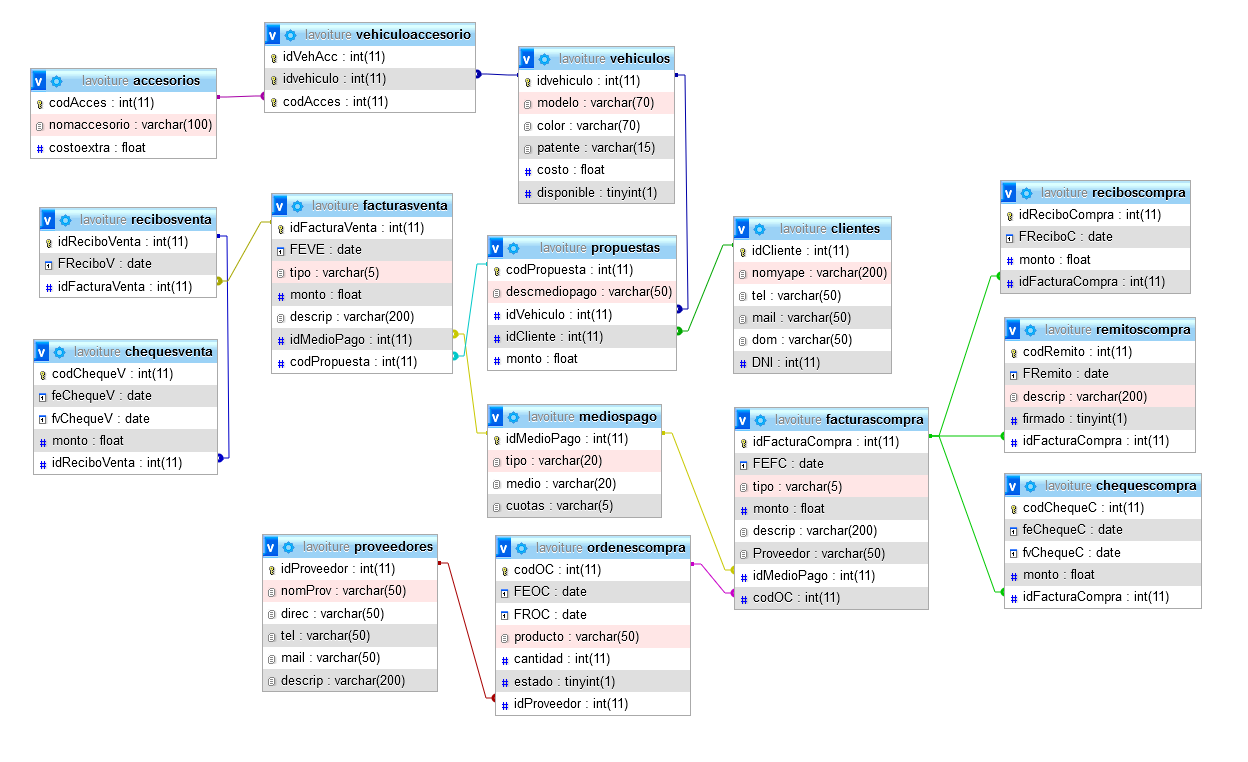 lavoiture vehiculoaccesorio
idVehAcc : int(11)
idvehiculo : int(11)
codAcces : int(11)
lavoiture accesorios
codAcces : int(11)
nomaccesorio : varchar(100)
costoextra : float
lavoiture vehiculos
idvehiculo : int(11)
modelo : varchar(70)
color : varchar(70)
patente : varchar(15)
costo : float
disponible : tinyint(1)
lavoiture recibosventa
idReciboVenta : int(11)
FReciboV : date
idFacturaVenta : int(11)
lavoiture facturasventa
idFacturaVenta : int(11)
FEVE : date
tipo : varchar(5)
monto : float
descrip : varchar(200)
idMedioPago : int(11)
codPropuesta : int(11)
lavoiture propuestas
codPropuesta : int(11)
descmediopago : varchar(50)
idVehiculo : int(11)
idCliente : int(11)
monto : float
lavoiture clientes
idCliente : int(11)
nomyape : varchar(200)
tel : varchar(50)
mail : varchar(50)
dom : varchar(50)
DNI : int(11)
lavoiture reciboscompra
idReciboCompra : int(11)
FReciboC : date
monto : float
idFacturaCompra : int(11)
lavoiture chequesventa
codChequeV : int(11)
feChequeV : date
fvChequeV : date
monto : float
idReciboVenta : int(11)
lavoiture mediospago
idMedioPago : int(11)
tipo : varchar(20)
medio : varchar(20)
cuotas : varchar(5)
lavoiture facturascompra
idFacturaCompra : int(11)
FEFC : date
tipo : varchar(5)
monto : float
descrip : varchar(200)
Proveedor : varchar(50)
idMedioPago : int(11)
codOC : int(11)
lavoiture remitoscompra
codRemito : int(11)
FRemito : date
descrip : varchar(200)
firmado : tinyint(1)
idFacturaCompra : int(11)
lavoiture chequescompra
codChequeC : int(11)
feChequeC : date
fvChequeC : date
monto : float
idFacturaCompra : int(11)
lavoiture proveedores
idProveedor : int(11)
nomProv : varchar(50)
direc : varchar(50)
tel : varchar(50)
mail : varchar(50)
descrip : varchar(200)
lavoiture ordenescompra
codOC : int(11)
FEOC : date
FROC : date
producto : varchar(50)
cantidad : int(11)
estado : tinyint(1)
idProveedor : int(11)